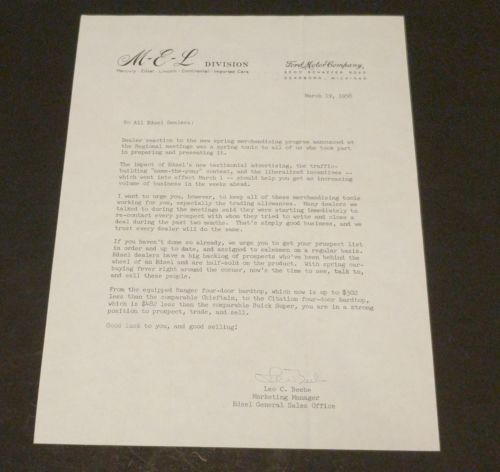 M-E-L DIVISION
Mercury · Edsel · Lincoln · Continental · Imported Cars
Ford Motor Company,
3000 SCHAEFER ROAD
DEARBORN, MICHIGAN
March 19, 1958
To All Edsel Dealers:
Dealer reaction to the new spring merchandising program announced at
the Regional meetings was a spring tonic to all of us who took part
in preparing and presenting it.
The impact of Edsel's new testimonial advertising, the traffic-
building "name-the-pony" contest, and the liberalized incentives --
which went into effect March 1 -- should help you get an increasing
volume of business in the weeks ahead.
I want to urge you, however, to keep all of these merchandising tools
working for you, especially the trading allowances. Many dealers we
talked to during the meetings said they were starting immediately to
re-contact every prospect with whom they tried to write and close a
deal during the past two months. That's simply good business, and we
trust every dealer will do the same.
If you haven't done so already, we urge you to get your prospect list
in order and up to date, and assigned to salesmen on a regular basis.
Edsel dealers have a big backlog of prospects who've been behind the
wheel of an Edsel and are half-sold on the product. With spring car-
buying fever right around the corner, now's the time to see, talk to,
and sell these people.
From the equipped Ranger four-door hardtop, which now is up to $302
less than the comparable Chieftain, to the Citation four-door hardtop,
which is $482 less than the comparable Buick Super, you are in a strong
position to prospect, trade, and sell.
Good luck to you, and good selling!
Leo C. Beebe
Marketing Manager
Edsel General Sales Office